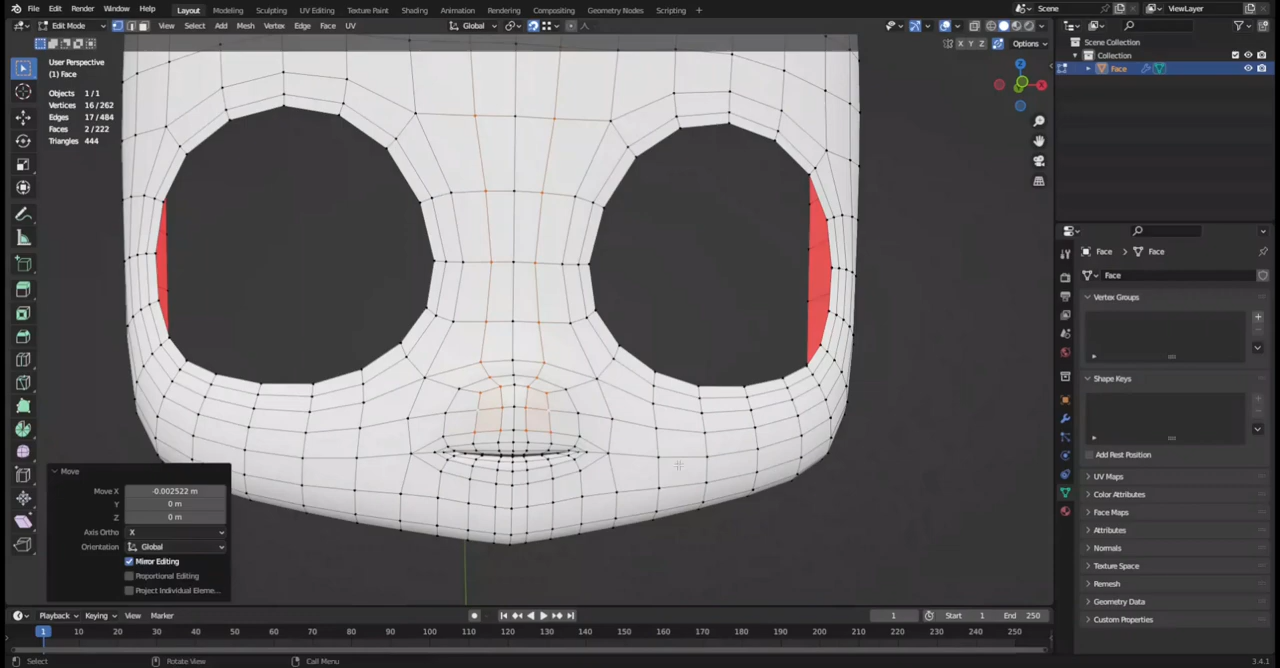 File Edit Render Window Help Layout Modeling Sculpting UV Editing Texture Paint Shading Animation Rendering Compositing Geometry Nodes Scripting + Scene ViewLayer
Edit Mode View Select Add Mesh Vertex Edge Face UV Global
X Y Z Options
User Perspective
(1) Face
Objects 1/1
Vertices 16/262
Edges 17/484
Faces 2/222
Triangles 444
Z
X
Move
Move X -0.002522 m
Y 0 m
Z 0 m
Axis Ortho X
Orientation Global
Mirror Editing
Proportional Editing
Project Individual Eleme...
Scene Collection
Collection
Face
Face > Face
Face
Vertex Groups
Shape Keys
Add Rest Position
UV Maps
Color Attributes
Face Maps
Attributes
Normals
Texture Space
Remesh
Geometry Data
Custom Properties
Playback Keying View Marker 1 Start 1 End 250
1 10 20 30 40 50 60 70 80 90 100 110 120 130 140 150 160 170 180 190 200 210 220 230 240 250
Select Rotate View Call Menu 3.4.1